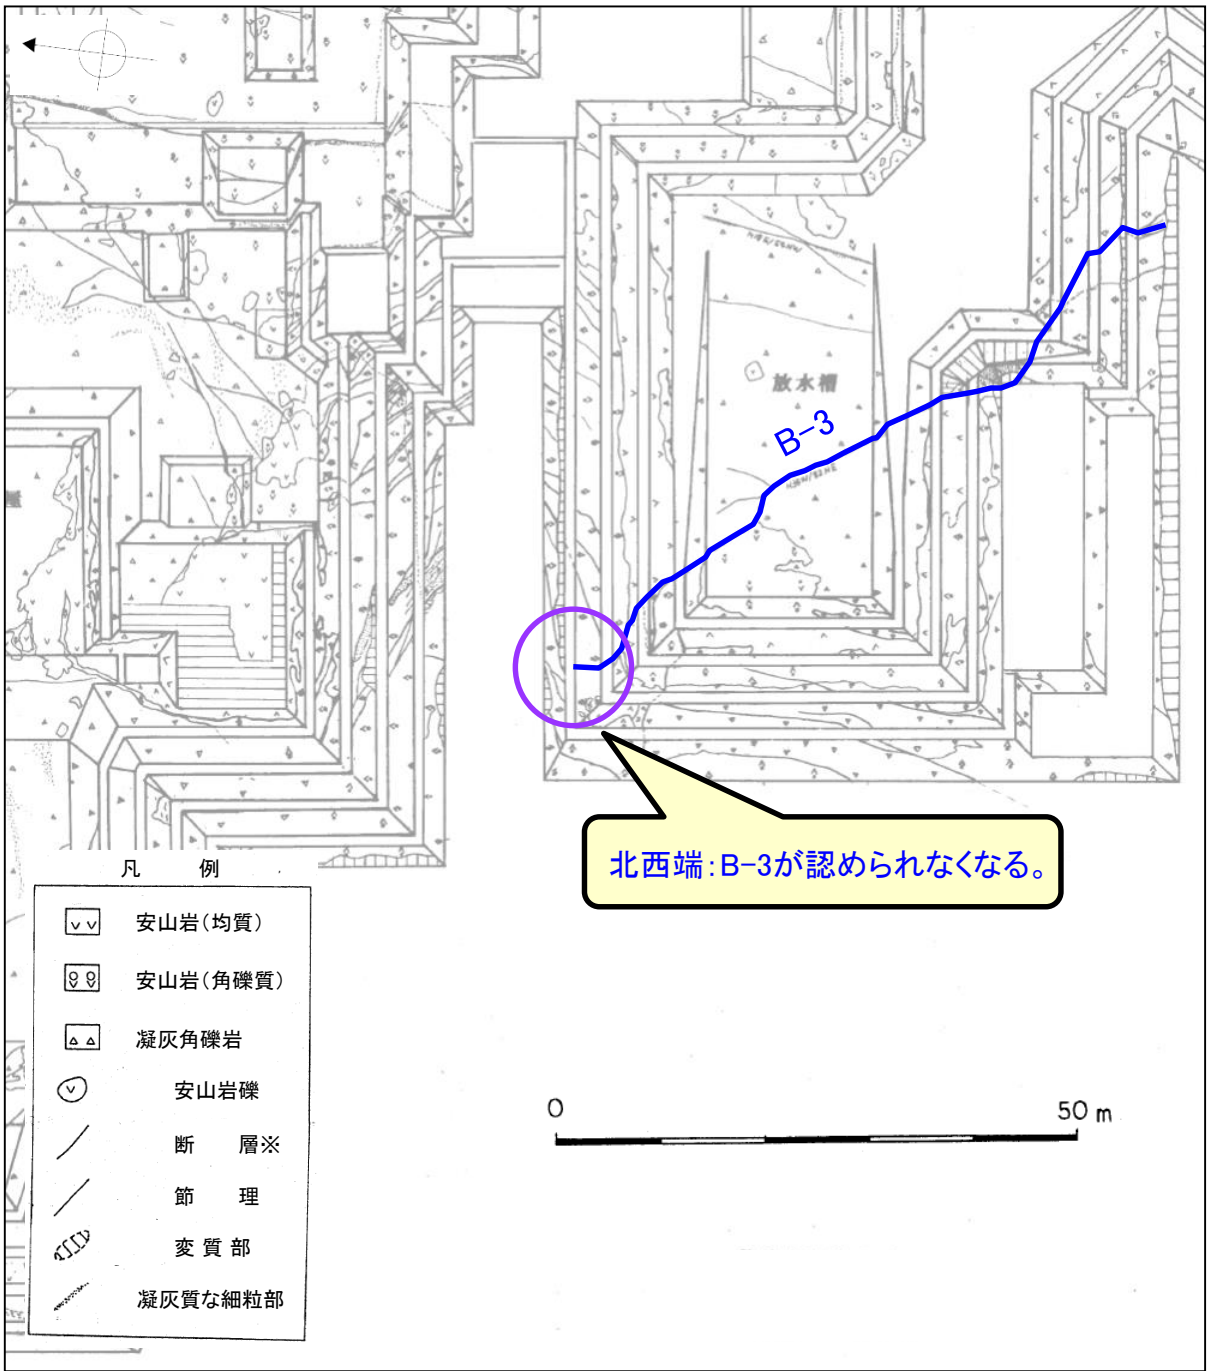 放水槽
B-3
北西端:B-3が認められなくなる。
凡 例
安山岩(均質)
安山岩(角礫質)
凝灰角礫岩
安山岩礫
断 層※
節 理
変質部
凝灰質な細粒部
0 50 m